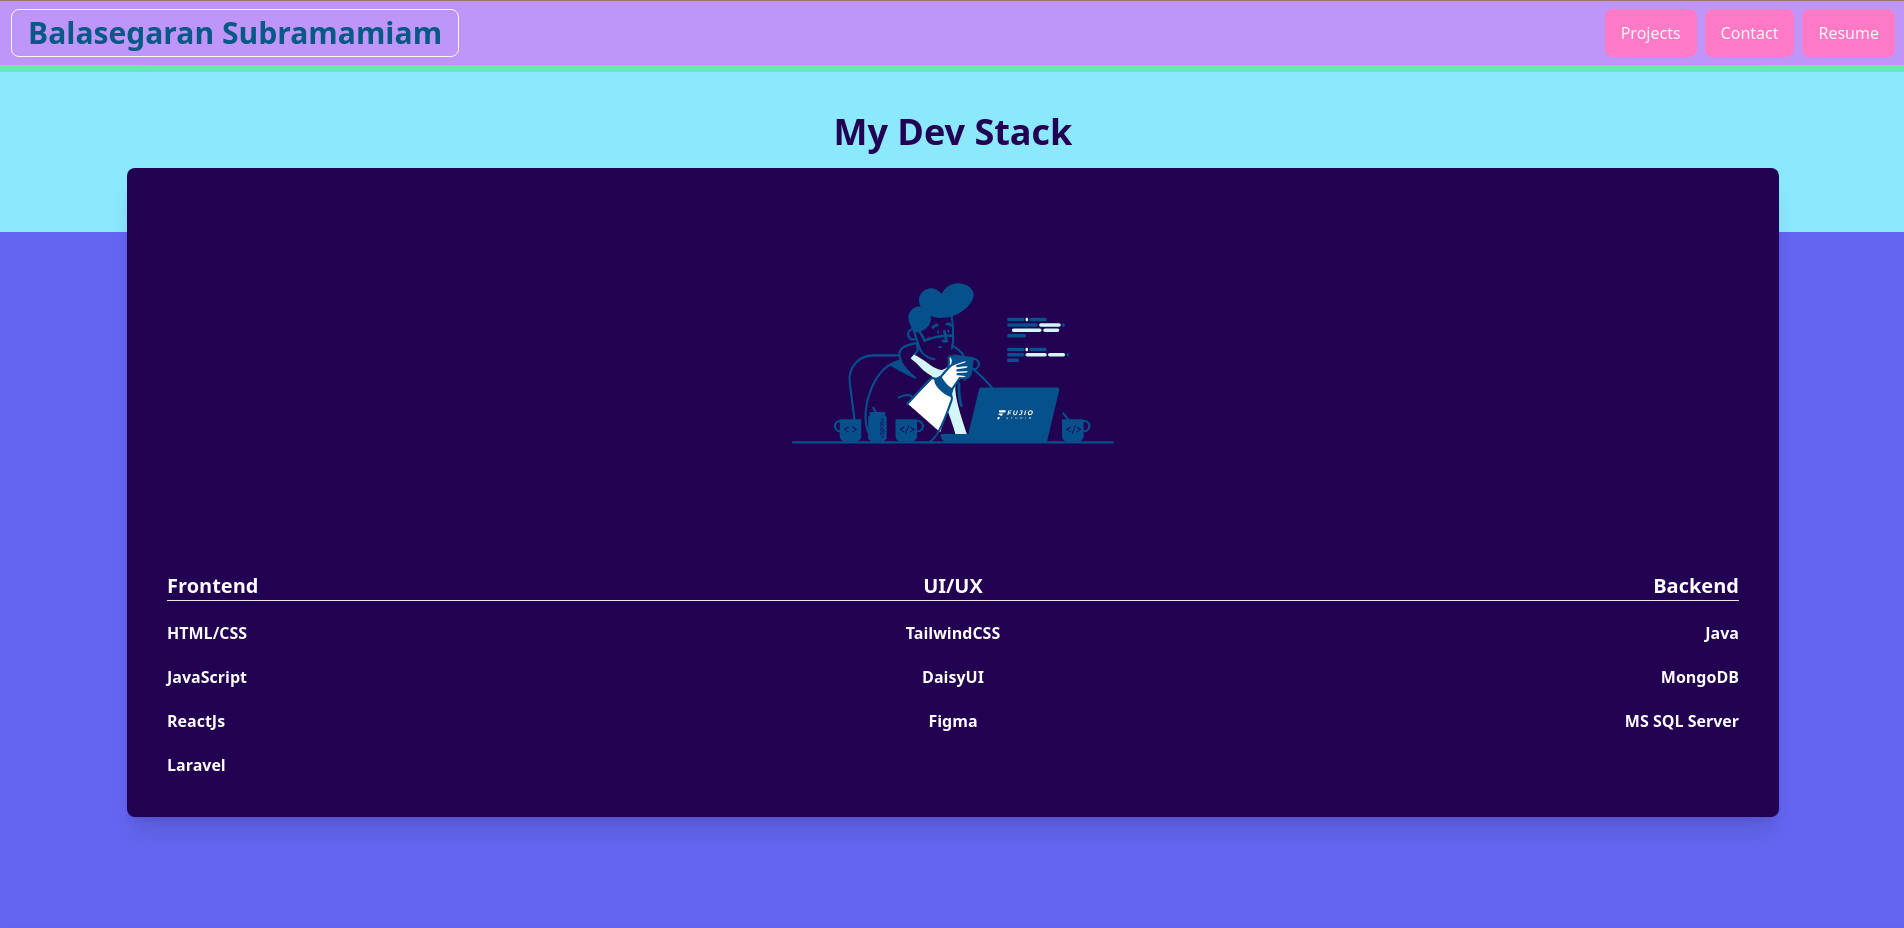 Balasegaran Subramamiam
Projects Contact Resume
My Dev Stack
FUJIO
STUDIO
< > </> </>
Frontend UI/UX Backend
HTML/CSS TailwindCSS Java
JavaScript DaisyUI MongoDB
ReactJs Figma MS SQL Server
Laravel